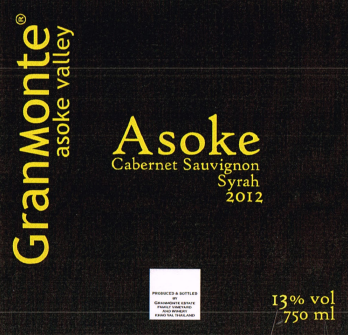 GranMonte®
asoke valley
Asoke
Cabernet Sauvignon
Syrah
2012
PRODUCED & BOTTLED
BY
GRANMONTE ESTATE
FAMILY VINEYARD
AND WINERY
KHAO YAI, THAILAND
13% vol
750 ml